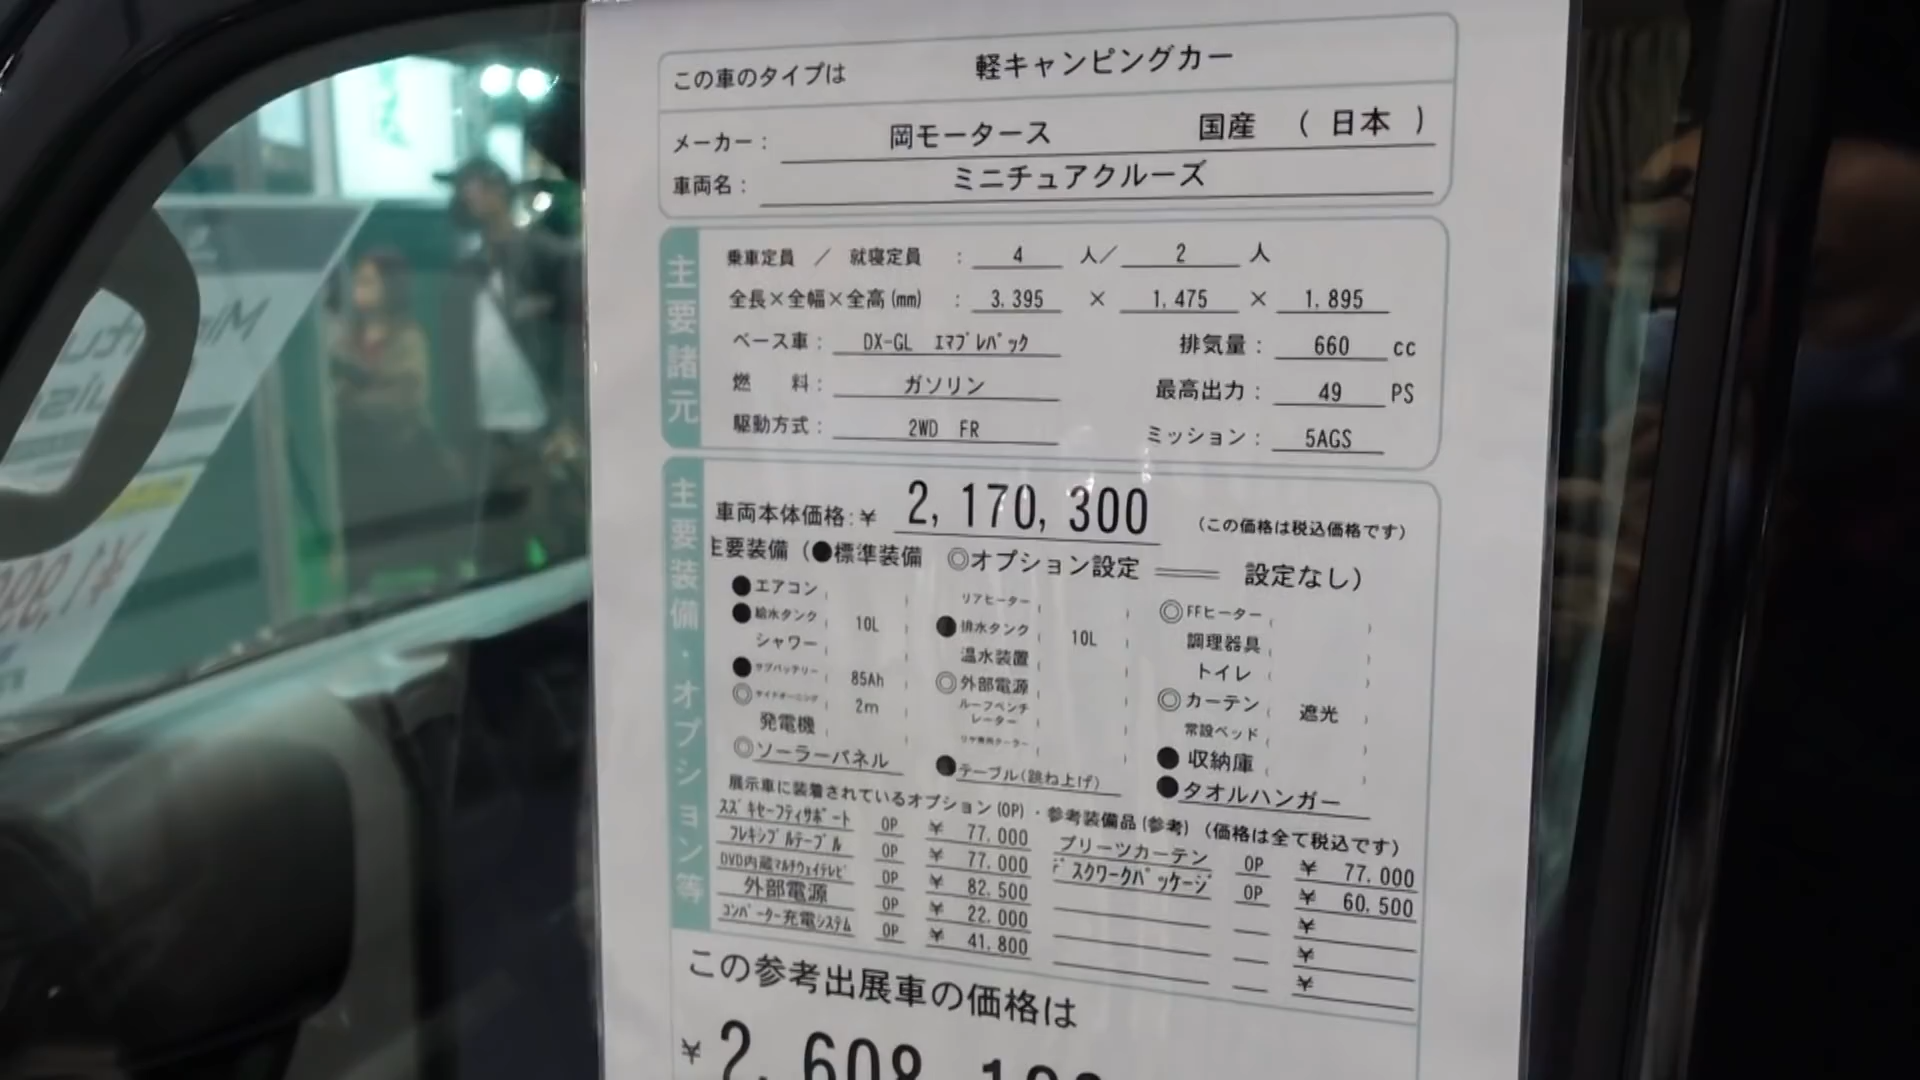 この車のタイプは 軽キャンピングカー
メーカー： 岡モータース 国産 （ 日本 ）
車両名： ミニチュアクルーズ
主要諸元
乗車定員 ／ 就寝定員 ： 4 人／ 2 人
全長×全幅×全高(mm) ： 3,395 × 1,475 × 1,895
ベース車： DX-GL ｴﾏﾌﾞﾚﾊﾟｯｸ 排気量： 660 cc
燃 料： ガソリン 最高出力： 49 PS
駆動方式： 2WD FR ミッション： 5AGS
主要装備・オプション等
車両本体価格：￥ 2,170,300 （この価格は税込価格です）
主要装備（●標準装備 ◎オプション設定 ══ 設定なし）
●エアコン リアヒーター ◎FFヒーター
●給水タンク 10L ●排水タンク 10L 調理器具
シャワー 温水装置 トイレ
●サブバッテリー 85Ah ◎外部電源 ◎カーテン 遮光
◎サイドオーニング 2m ルーフベンチレーター 常設ベッド
発電機 リヤ専用クーラー ●収納庫
◎ソーラーパネル ●テーブル(跳ね上げ) ●タオルハンガー
展示車に装着されているオプション(OP)・参考装備品(参考)（価格は全て税込です）
ｽｽﾞｷｾｰﾌﾃｨｻﾎﾟｰﾄ OP ￥ 77,000 プリーツカーテン OP ￥ 77,000
ﾌﾚｷｼﾌﾞﾙﾃｰﾌﾞﾙ OP ￥ 77,000 ﾃﾞｽｸﾜｰｸﾊﾟｯｹｰｼﾞ OP ￥ 60,500
DVD内蔵ﾏﾙﾁｳｪｲﾃﾚﾋﾞ OP ￥ 82,500 ￥
外部電源 OP ￥ 22,000 ￥
ｺﾝﾊﾞｰﾀｰ充電ｼｽﾃﾑ OP ￥ 41,800 ￥
この参考出展車の価格は
￥ 2,608,